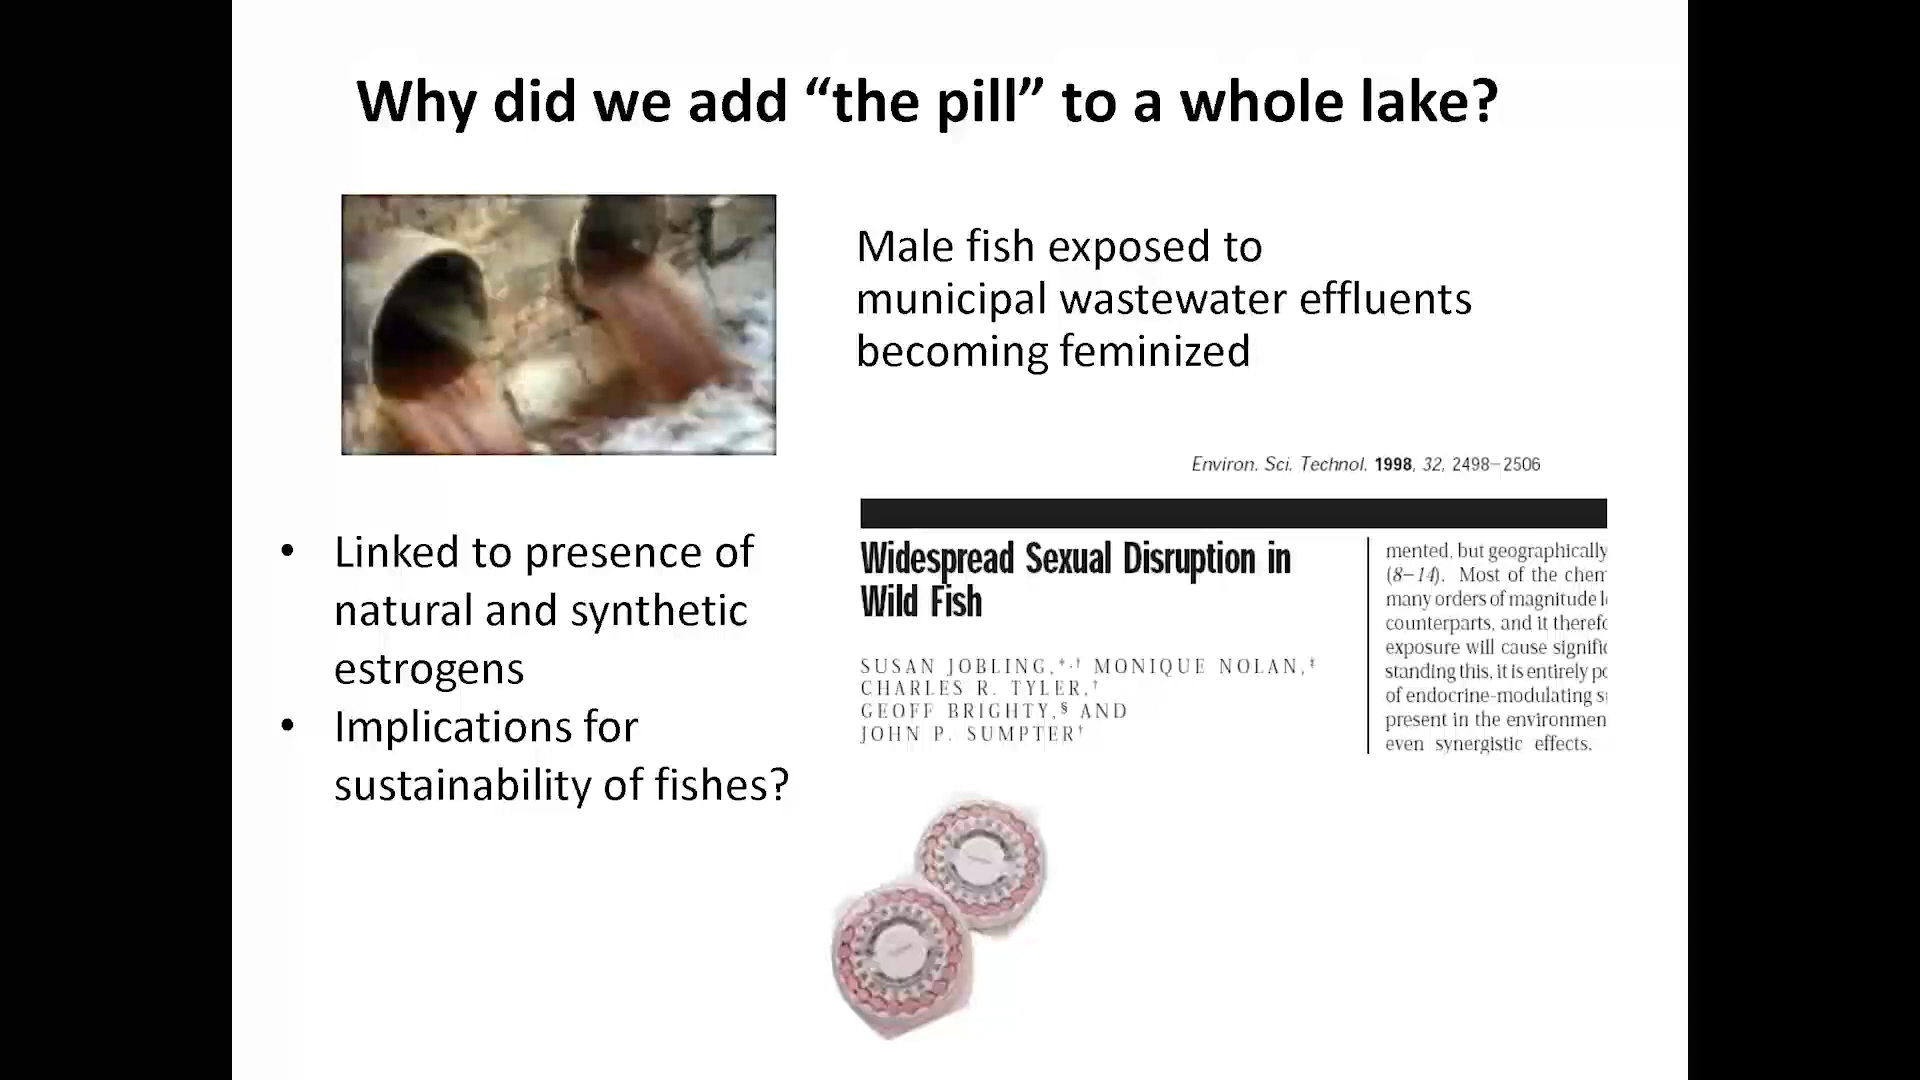 Why did we add “the pill” to a whole lake?
Male fish exposed to
municipal wastewater effluents
becoming feminized
Environ. Sci. Technol. 1998, 32, 2498–2506
• Linked to presence of
natural and synthetic
estrogens
• Implications for
sustainability of fishes?
Widespread Sexual Disruption in
Wild Fish
SUSAN JOBLING,*,† MONIQUE NOLAN,‡
CHARLES R. TYLER,†
GEOFF BRIGHTY,§ AND
JOHN P. SUMPTER†
mented, but geographically
(8–14). Most of the chem
many orders of magnitude l
counterparts, and it theref
exposure will cause signifi
standing this, it is entirely p
of endocrine-modulating s
present in the environmen
even synergistic effects.